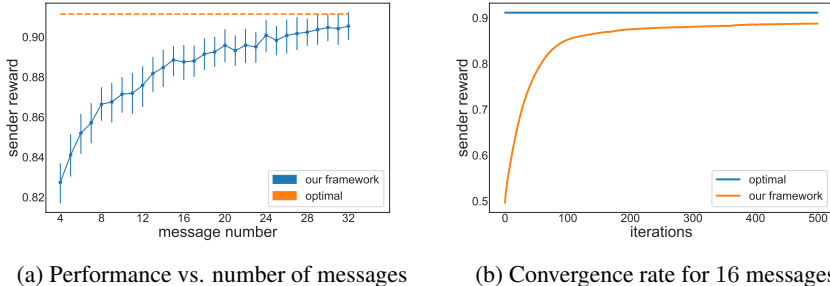 0.90
0.88
0.86
0.84
0.82
sender reward
4 8 12 16 20 24 28 32
message number
our framework
optimal
0.9
0.8
0.7
0.6
0.5
sender reward
0 100 200 300 400 500
iterations
optimal
our framework
(a) Performance vs. number of messages
(b) Convergence rate for 16 messages